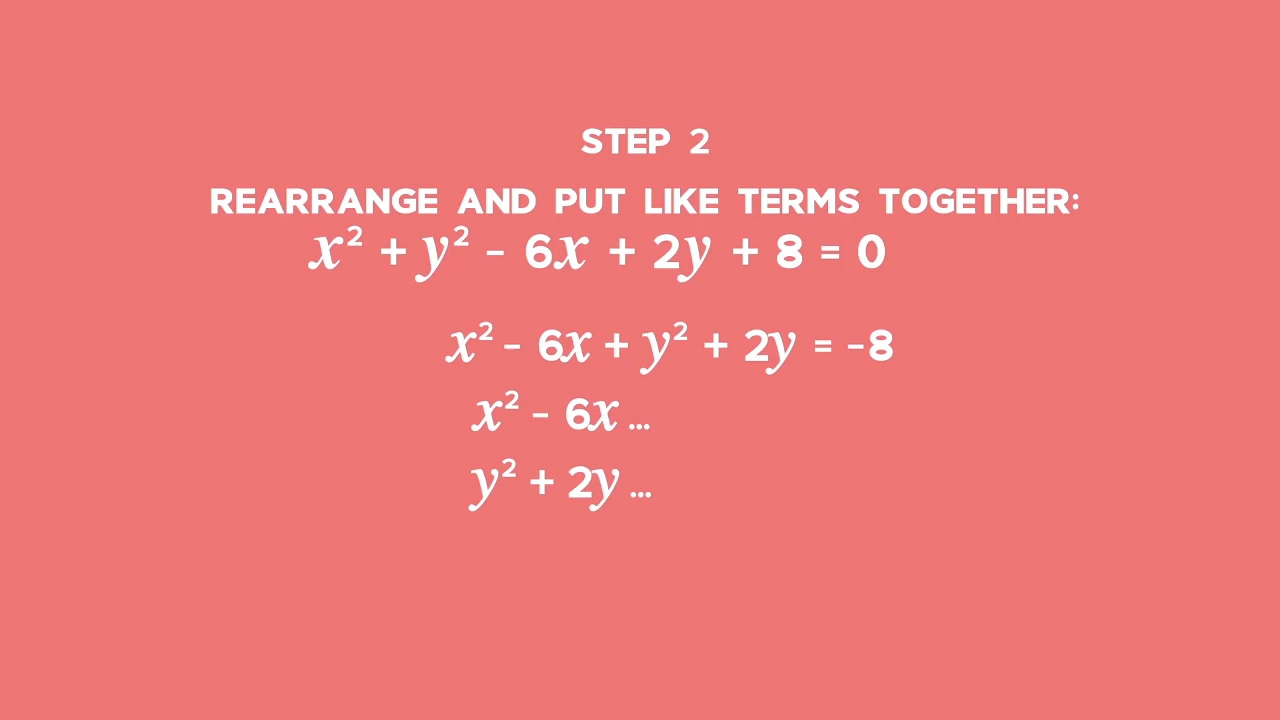 STEP 2
REARRANGE AND PUT LIKE TERMS TOGETHER:
x² + y² - 6x + 2y + 8 = 0
x² - 6x + y² + 2y = -8
x² - 6x ...
y² + 2y ...